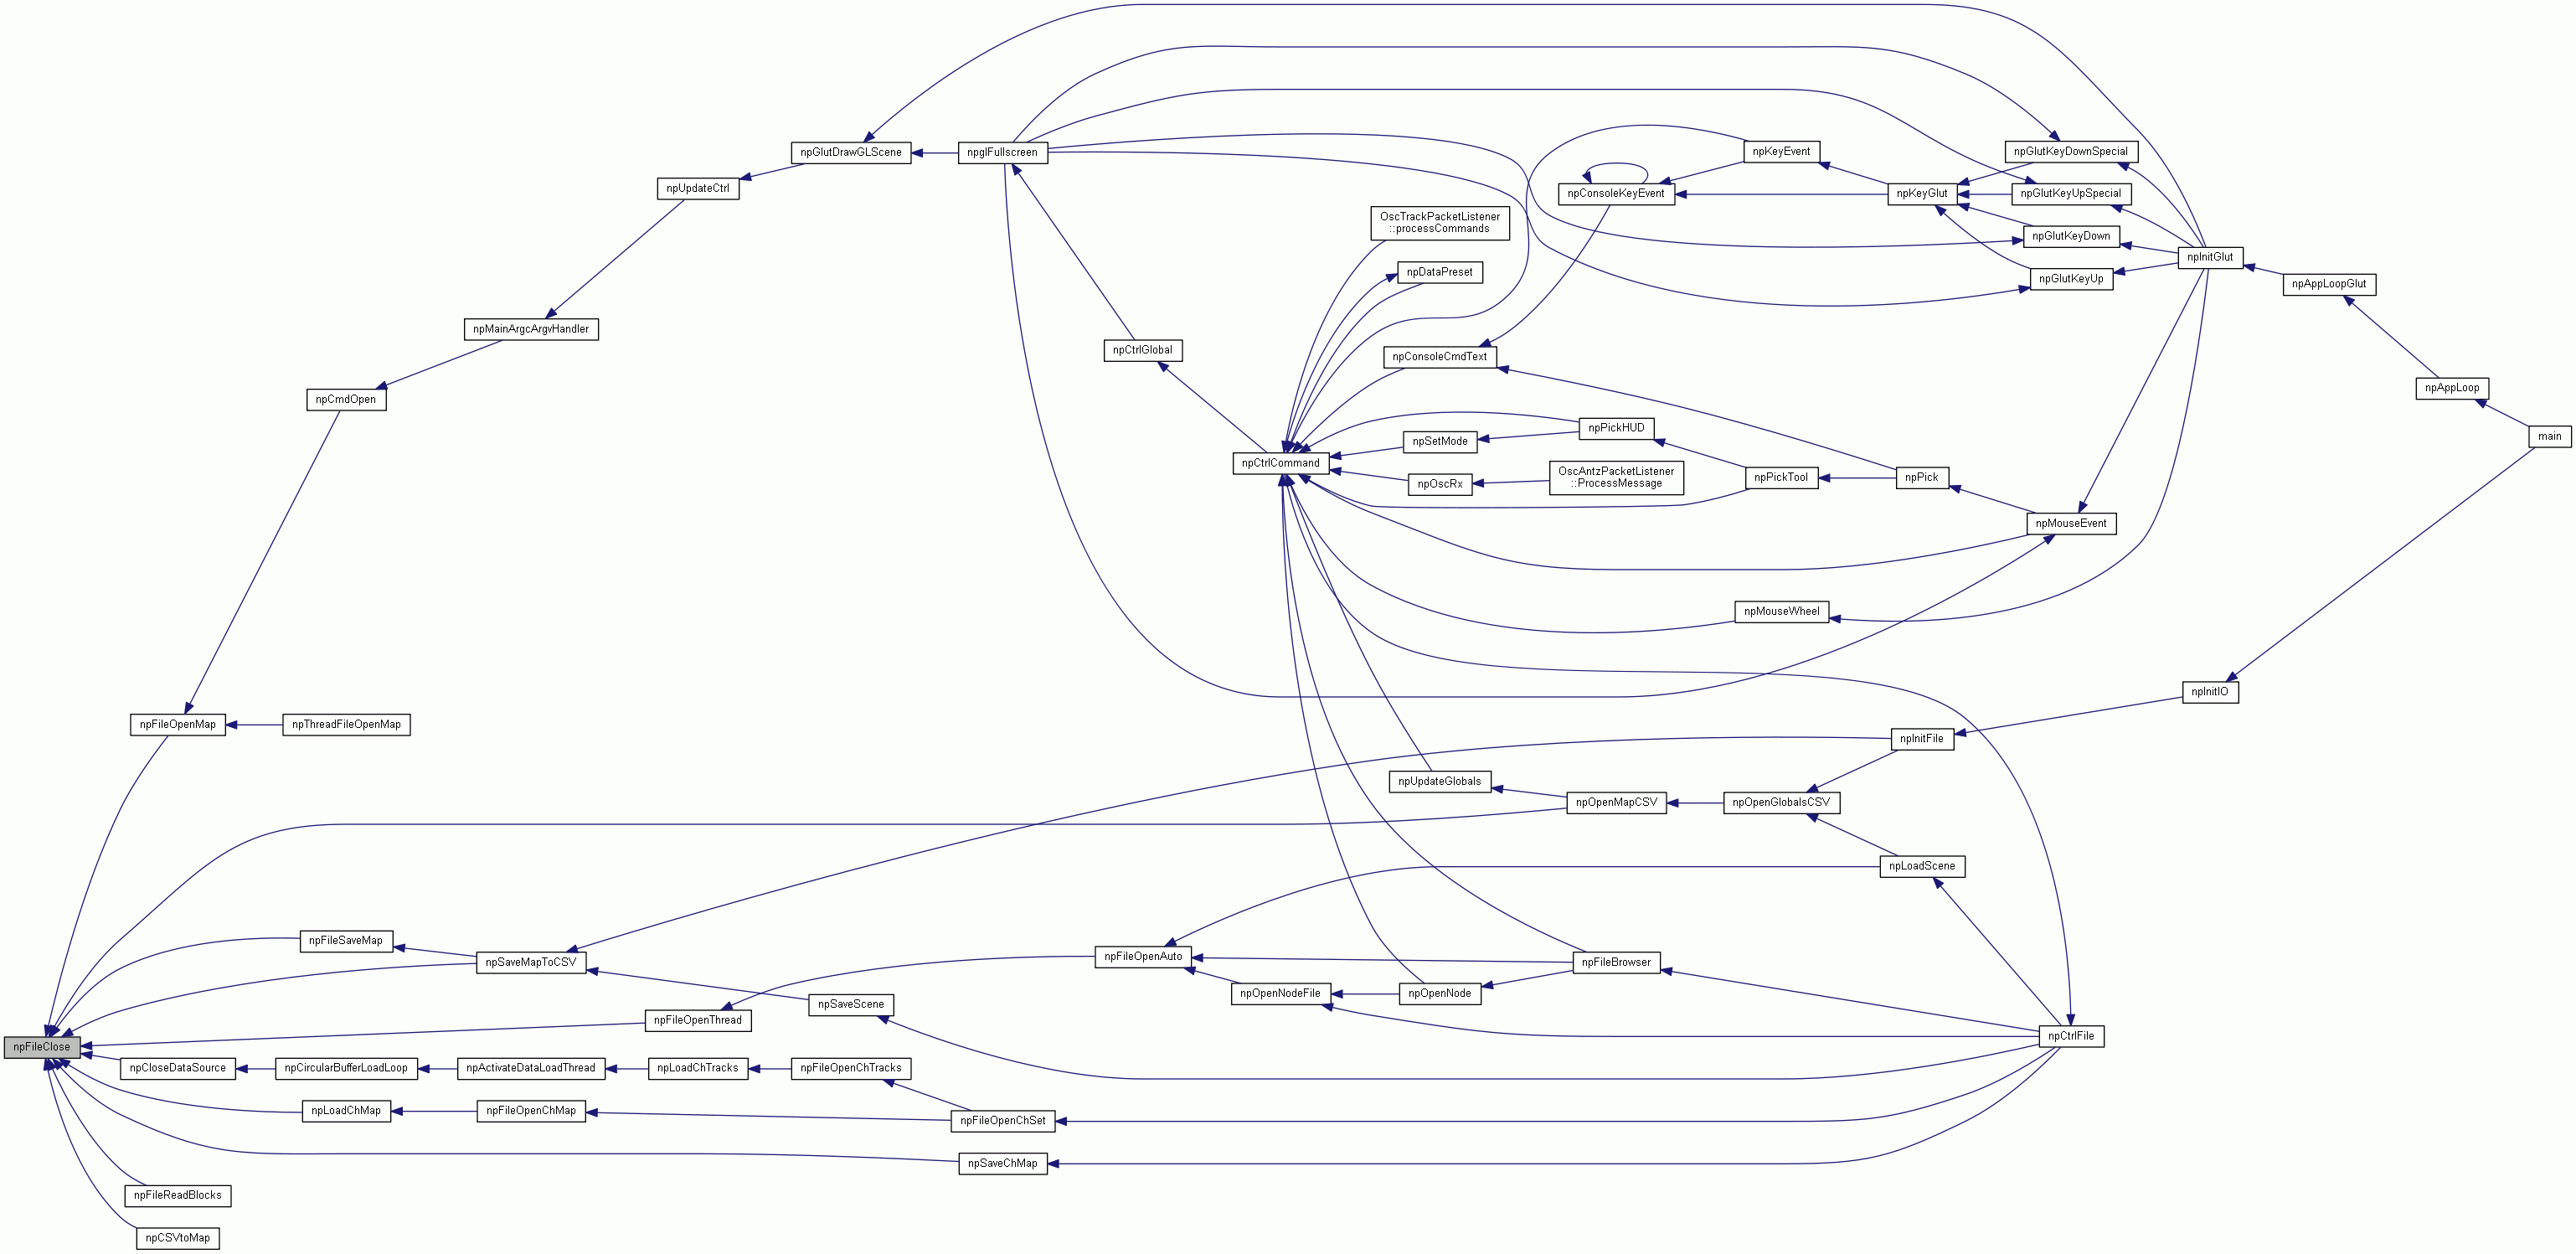 npGlutDrawGLScene
npglFullscreen
npKeyEvent
npGlutKeyDownSpecial
npUpdateCtrl
npConsoleKeyEvent
npKeyGlut
npGlutKeyUpSpecial
OscTrackPacketListener
::processCommands
npGlutKeyDown
npInitGlut
npDataPreset
npGlutKeyUp
npAppLoopGlut
npMainArgcArgvHandler
npCtrlGlobal
npConsoleCmdText
npAppLoop
npCmdOpen
npPickHUD
main
npSetMode
npCtrlCommand
OscAntzPacketListener
::ProcessMessage
npOscRx
npPickTool
npPick
npMouseEvent
npMouseWheel
npInitIO
npFileOpenMap
npThreadFileOpenMap
npInitFile
npUpdateGlobals
npOpenMapCSV
npOpenGlobalsCSV
npLoadScene
npFileSaveMap
npSaveMapToCSV
npFileOpenAuto
npFileBrowser
npOpenNodeFile
npOpenNode
npSaveScene
npFileOpenThread
npCtrlFile
npFileClose
npCloseDataSource
npCircularBufferLoadLoop
npActivateDataLoadThread
npLoadChTracks
npFileOpenChTracks
npLoadChMap
npFileOpenChMap
npFileOpenChSet
npSaveChMap
npFileReadBlocks
npCSVtoMap